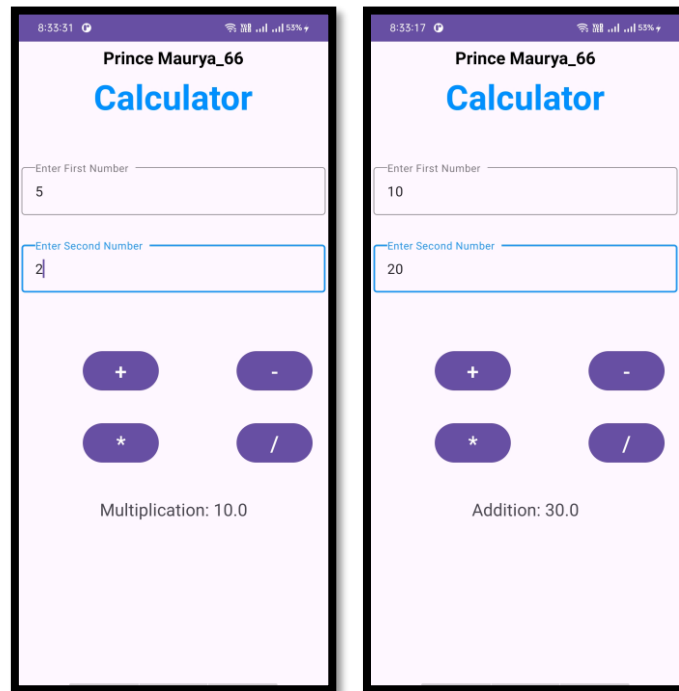 8:33:31
53%
Prince Maurya_66
Calculator
Enter First Number
5
Enter Second Number
2
+ -
* /
Multiplication: 10.0
8:33:17
53%
Prince Maurya_66
Calculator
Enter First Number
10
Enter Second Number
20
+ -
* /
Addition: 30.0